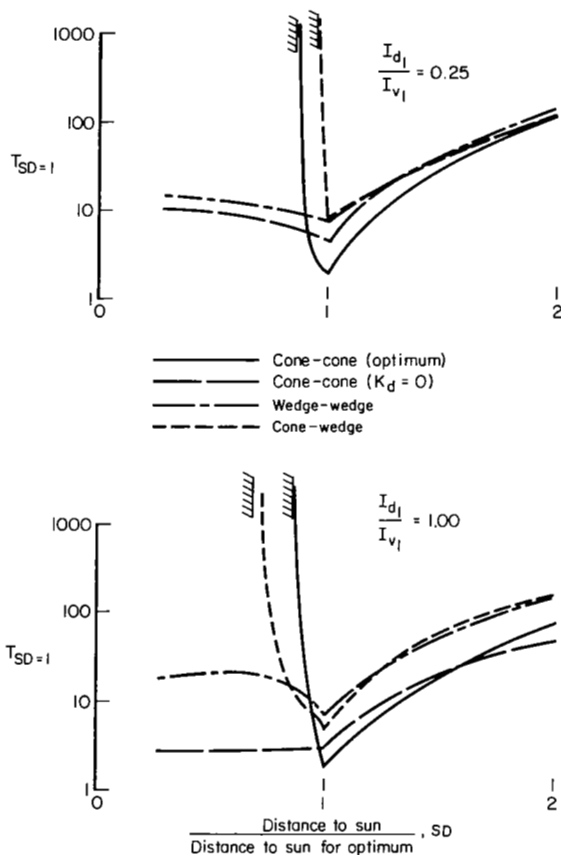 1000
100
10
1
T_SD=1
I_d1 / I_v1 = 0.25
0
1
2
Cone-cone (optimum)
Cone-cone (K_d = 0)
Wedge-wedge
Cone-wedge
1000
100
10
1
T_SD=1
I_d1 / I_v1 = 1.00
0
1
2
Distance to sun
Distance to sun for optimum , SD